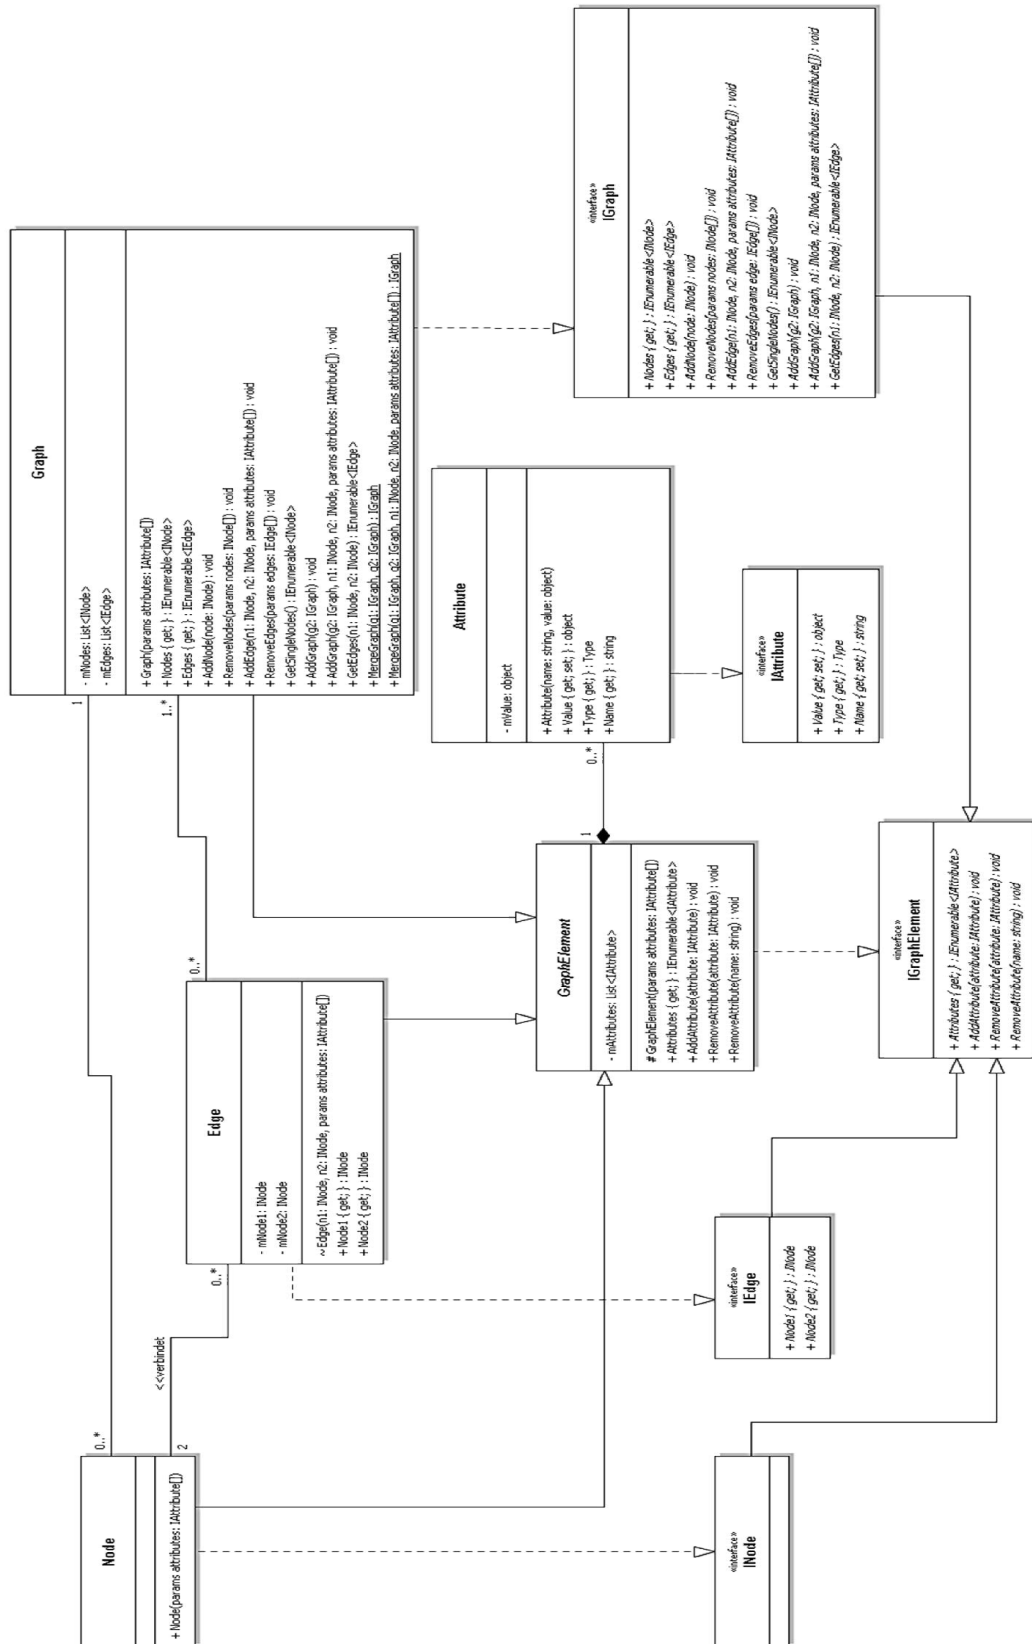 Node
+ Node(params attributes: IAttribute[])
0..*
2
<<verbindet
0..*
Edge
- mNode1: INode
- mNode2: INode
~ Edge(n1: INode, n2: INode, params attributes: IAttribute[])
+ Node1 { get; } : INode
+ Node2 { get; } : INode
0..*
1
1..*
Graph
- mNodes: List<INode>
- mEdges: List<IEdge>
+ Graph(params attributes: IAttribute[])
+ Nodes { get; } : IEnumerable<INode>
+ Edges { get; } : IEnumerable<IEdge>
+ AddNode(node: INode) : void
+ RemoveNodes(params nodes: INode[]) : void
+ AddEdge(n1: INode, n2: INode, params attributes: IAttribute[]) : void
+ RemoveEdges(params edges: IEdge[]) : void
+ GetSingleNodes() : IEnumerable<INode>
+ AddGraph(g2: IGraph) : void
+ AddGraph(g2: IGraph, n1: INode, n2: INode, params attributes: IAttribute[]) : void
+ GetEdges(n1: INode, n2: INode) : IEnumerable<IEdge>
+ MergeGraph(g1: IGraph, g2: IGraph) : IGraph
+ MergeGraph(g1: IGraph, g2: IGraph, n1: INode, n2: INode, params attributes: IAttribute[]) : IGraph
GraphElement
- mAttributes: List<IAttribute>
# GraphElement(params attributes: IAttribute[])
+ Attributes { get; } : IEnumerable<IAttribute>
+ AddAttribute(attribute: IAttribute) : void
+ RemoveAttribute(attribute: IAttribute) : void
+ RemoveAttribute(name: string) : void
1
0..*
Attribute
- mValue: object
+ Attribute(name: string, value: object)
+ Value { get; set; } : object
+ Type { get; } : Type
+ Name { get; } : string
«interface»
INode
«interface»
IEdge
+ Node1 { get; } : INode
+ Node2 { get; } : INode
«interface»
IAttribute
+ Value { get; set; } : object
+ Type { get; } : Type
+ Name { get; set; } : string
«interface»
IGraph
+ Nodes { get; } : IEnumerable<INode>
+ Edges { get; } : IEnumerable<IEdge>
+ AddNode(node: INode) : void
+ RemoveNodes(params nodes: INode[]) : void
+ AddEdge(n1: INode, n2: INode, params attributes: IAttribute[]) : void
+ RemoveEdges(params edge: IEdge[]) : void
+ GetSingleNodes() : IEnumerable<INode>
+ AddGraph(g2: IGraph) : void
+ AddGraph(g2: IGraph, n1: INode, n2: INode, params attributes: IAttribute[]) : void
+ GetEdges(n1: INode, n2: INode) : IEnumerable<IEdge>
«interface»
IGraphElement
+ Attributes { get; } : IEnumerable<IAttribute>
+ AddAttribute(attribute: IAttribute) : void
+ RemoveAttribute(attribute: IAttribute) : void
+ RemoveAttribute(name: string) : void